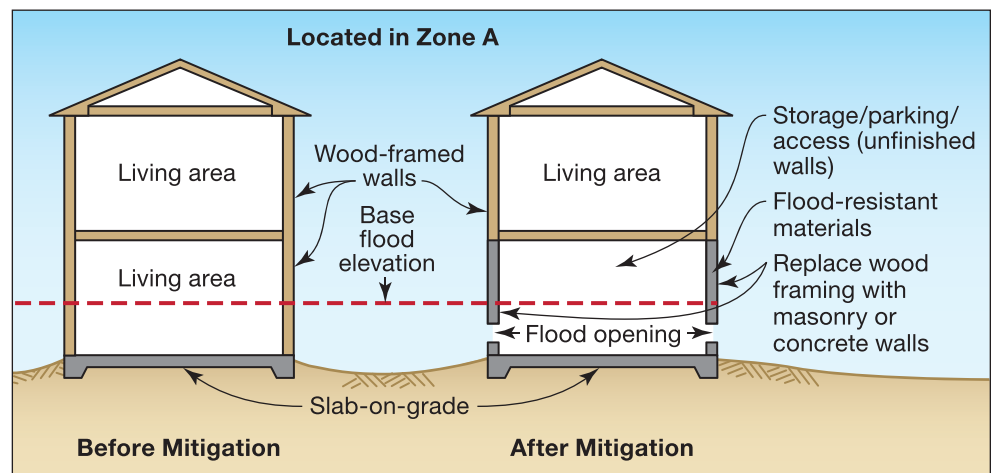 Located in Zone A
Living area
Wood-framed
walls
Base
flood
elevation
Living area
Living area
Storage/parking/
access (unfinished
walls)
Flood-resistant
materials
Replace wood
framing with
masonry or
concrete walls
Flood opening
Slab-on-grade
Before Mitigation
After Mitigation